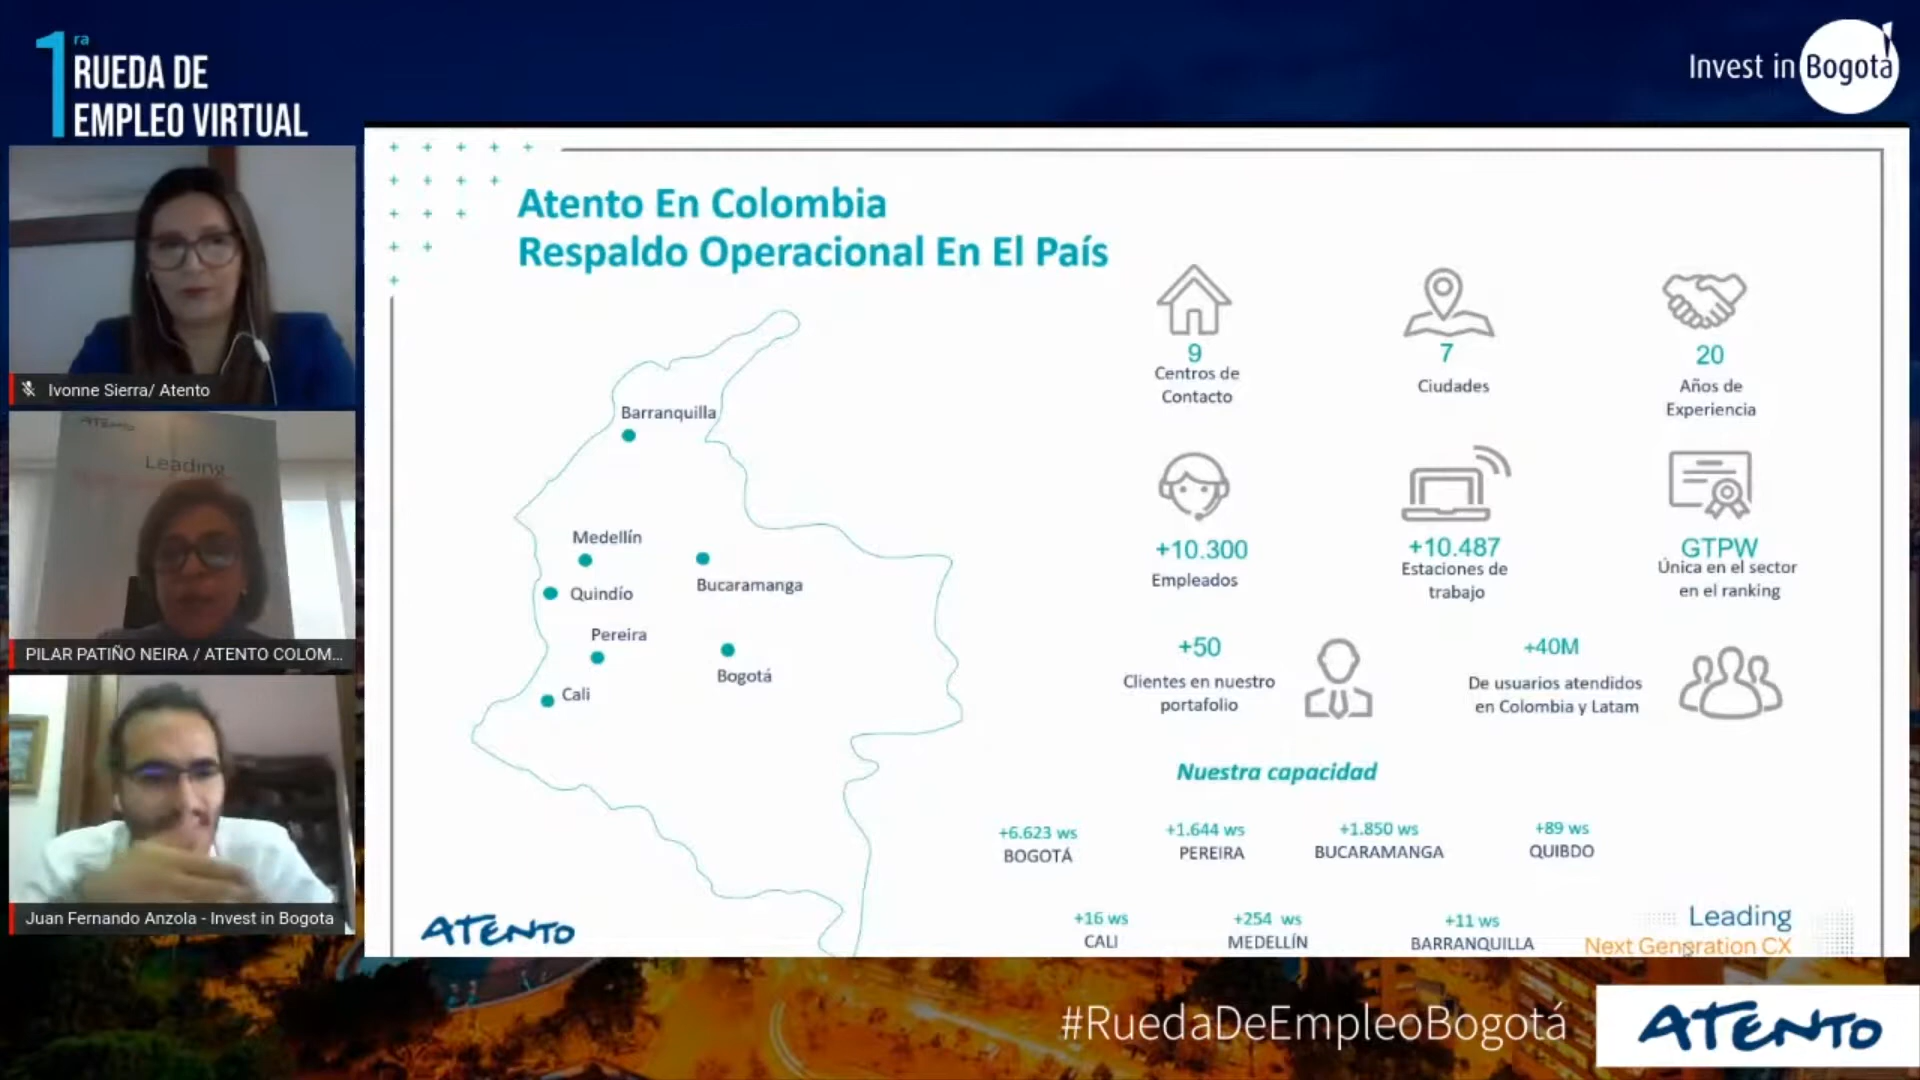 1ra
RUEDA DE
EMPLEO VIRTUAL
Invest in Bogotá
Ivonne Sierra/ Atento
ATENTO
Leading
PILAR PATIÑO NEIRA / ATENTO COLOM...
Juan Fernando Anzola - Invest in Bogota
Atento En Colombia
Respaldo Operacional En El País
Barranquilla
Medellín
Bucaramanga
Quindío
Pereira
Bogotá
Cali
9
Centros de
Contacto
7
Ciudades
20
Años de
Experiencia
+10.300
Empleados
+10.487
Estaciones de
trabajo
GTPW
Única en el sector
en el ranking
+50
Clientes en nuestro
portafolio
+40M
De usuarios atendidos
en Colombia y Latam
Nuestra capacidad
+6.623 ws
BOGOTÁ
+1.644 ws
PEREIRA
+1.850 ws
BUCARAMANGA
+89 ws
QUIBDO
+16 ws
CALI
+254 ws
MEDELLÍN
+11 ws
BARRANQUILLA
ATENTO
Leading
Next Generation CX
#RuedaDeEmpleoBogotá
ATENTO